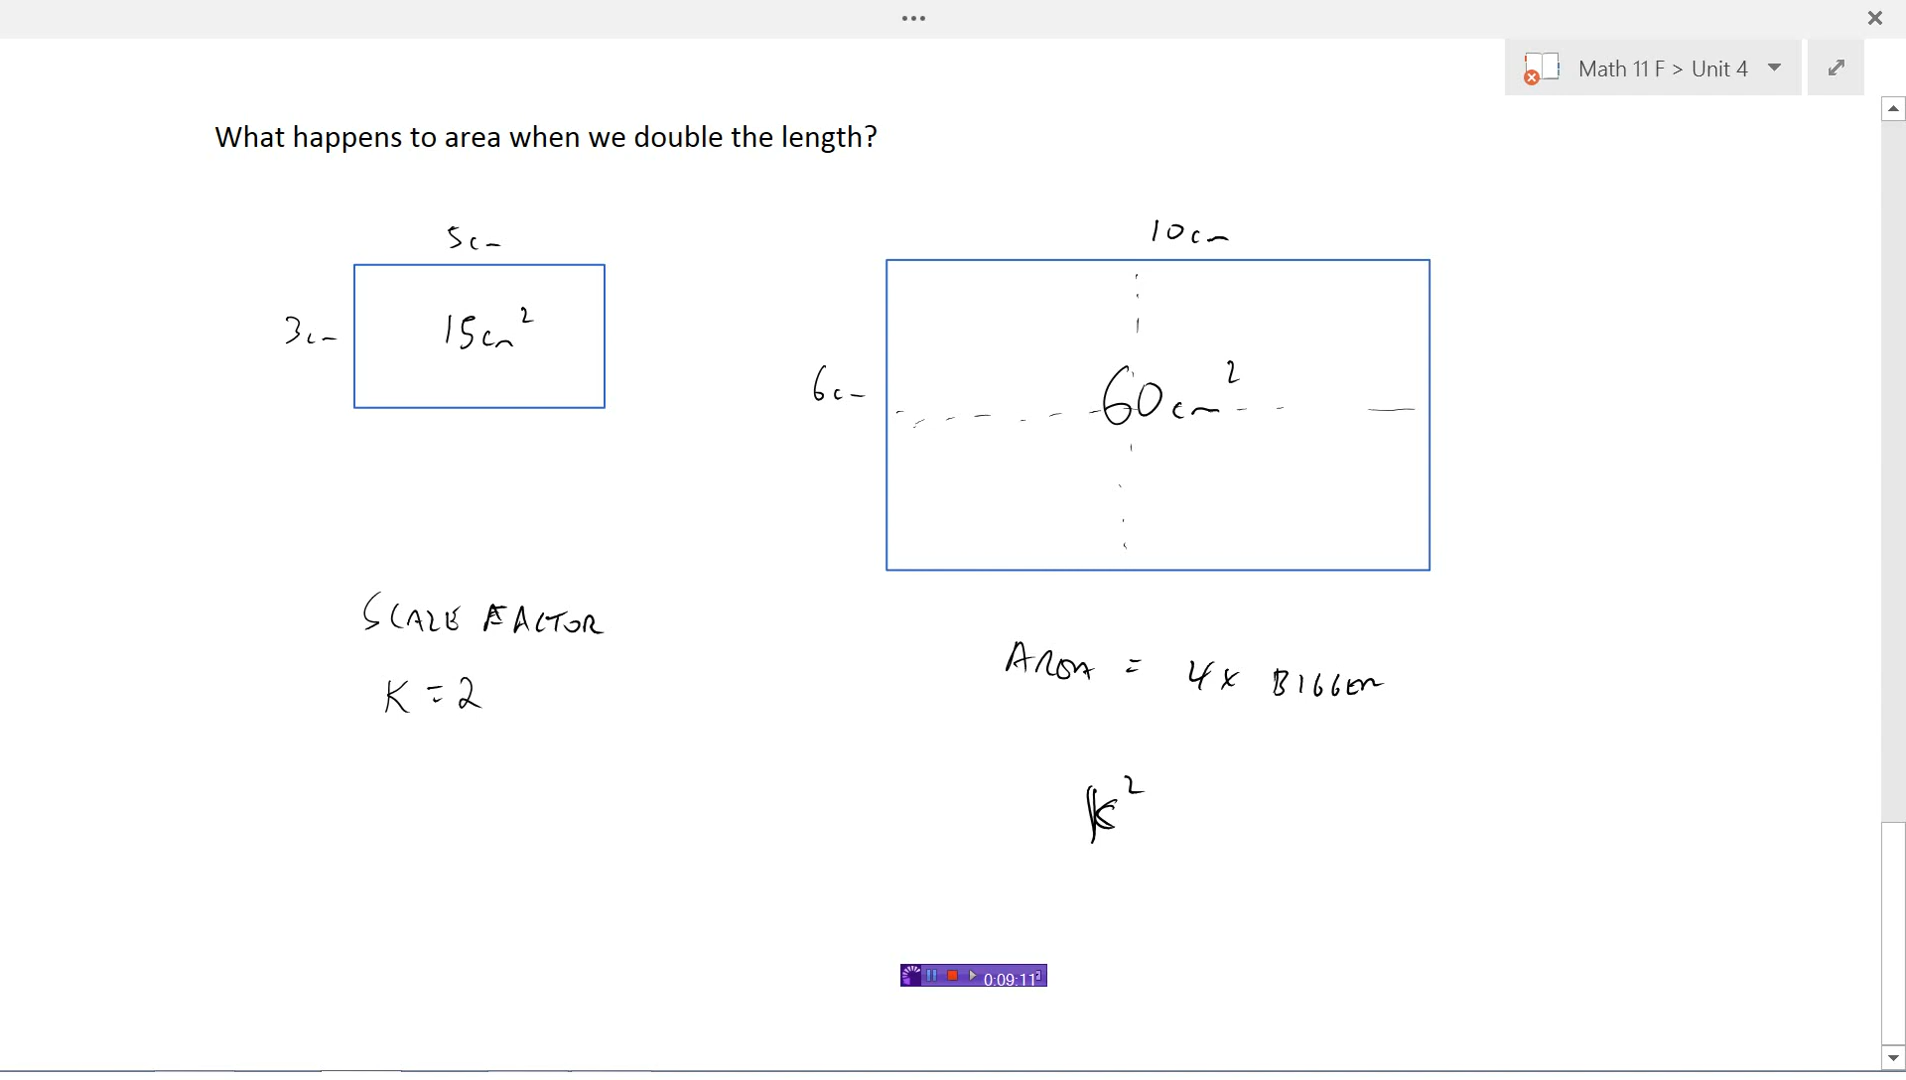 Math 11 F > Unit 4
What happens to area when we double the length?
5cm
10cm
3cm
15cm²
6cm
60cm²
SCALE FACTOR
K = 2
AREA = 4x BIGGER
K²
0:09:11